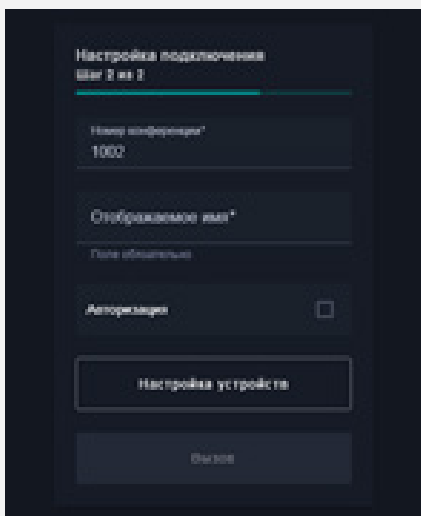 Настройка подключения
Шаг 2 из 2
Номер конференции*
1002
Отображаемое имя*
Поле обязательно
Авторизация
Настройка устройств
Вызов